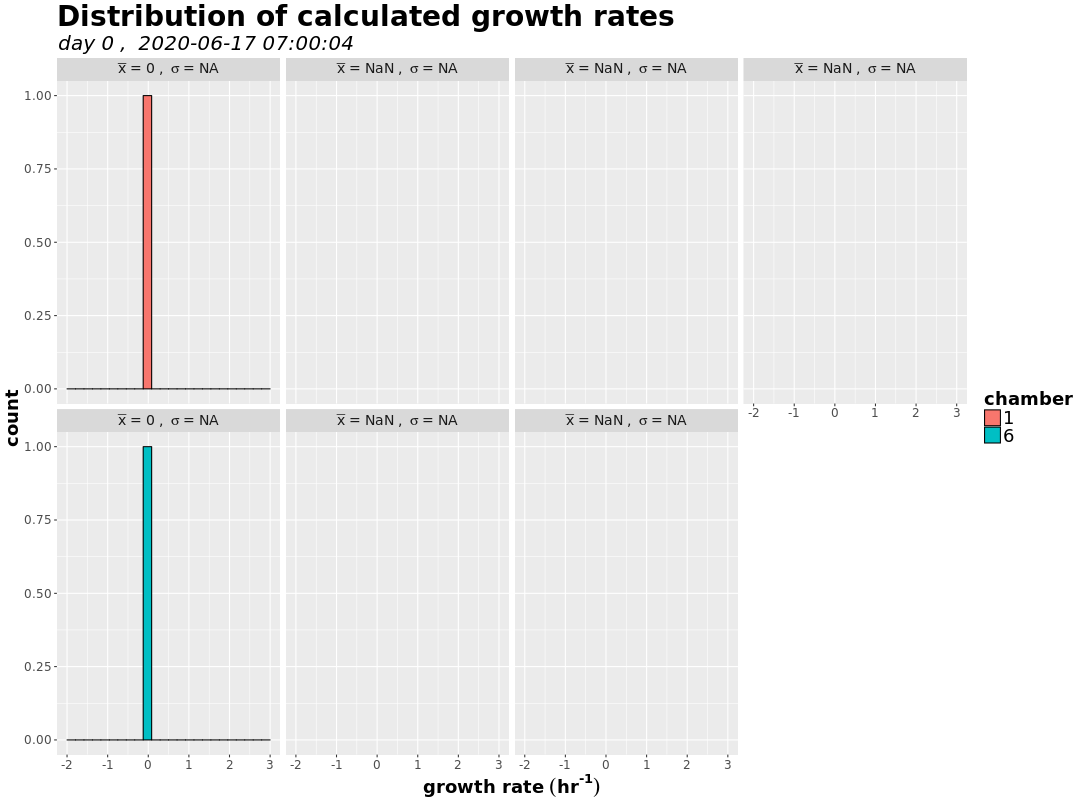 Distribution of calculated growth rates
day 0 ,  2020-06-17 07:00:04
x̅ = 0 ,  σ = NA
x̅ = NaN ,  σ = NA
x̅ = NaN ,  σ = NA
x̅ = NaN ,  σ = NA
1.00
0.75
0.50
0.25
0.00
-2 -1 0 1 2 3
count
chamber
1
6
x̅ = 0 ,  σ = NA
x̅ = NaN ,  σ = NA
x̅ = NaN ,  σ = NA
1.00
0.75
0.50
0.25
0.00
-2 -1 0 1 2 3
-2 -1 0 1 2 3
-2 -1 0 1 2 3
growth rate (hr⁻¹)